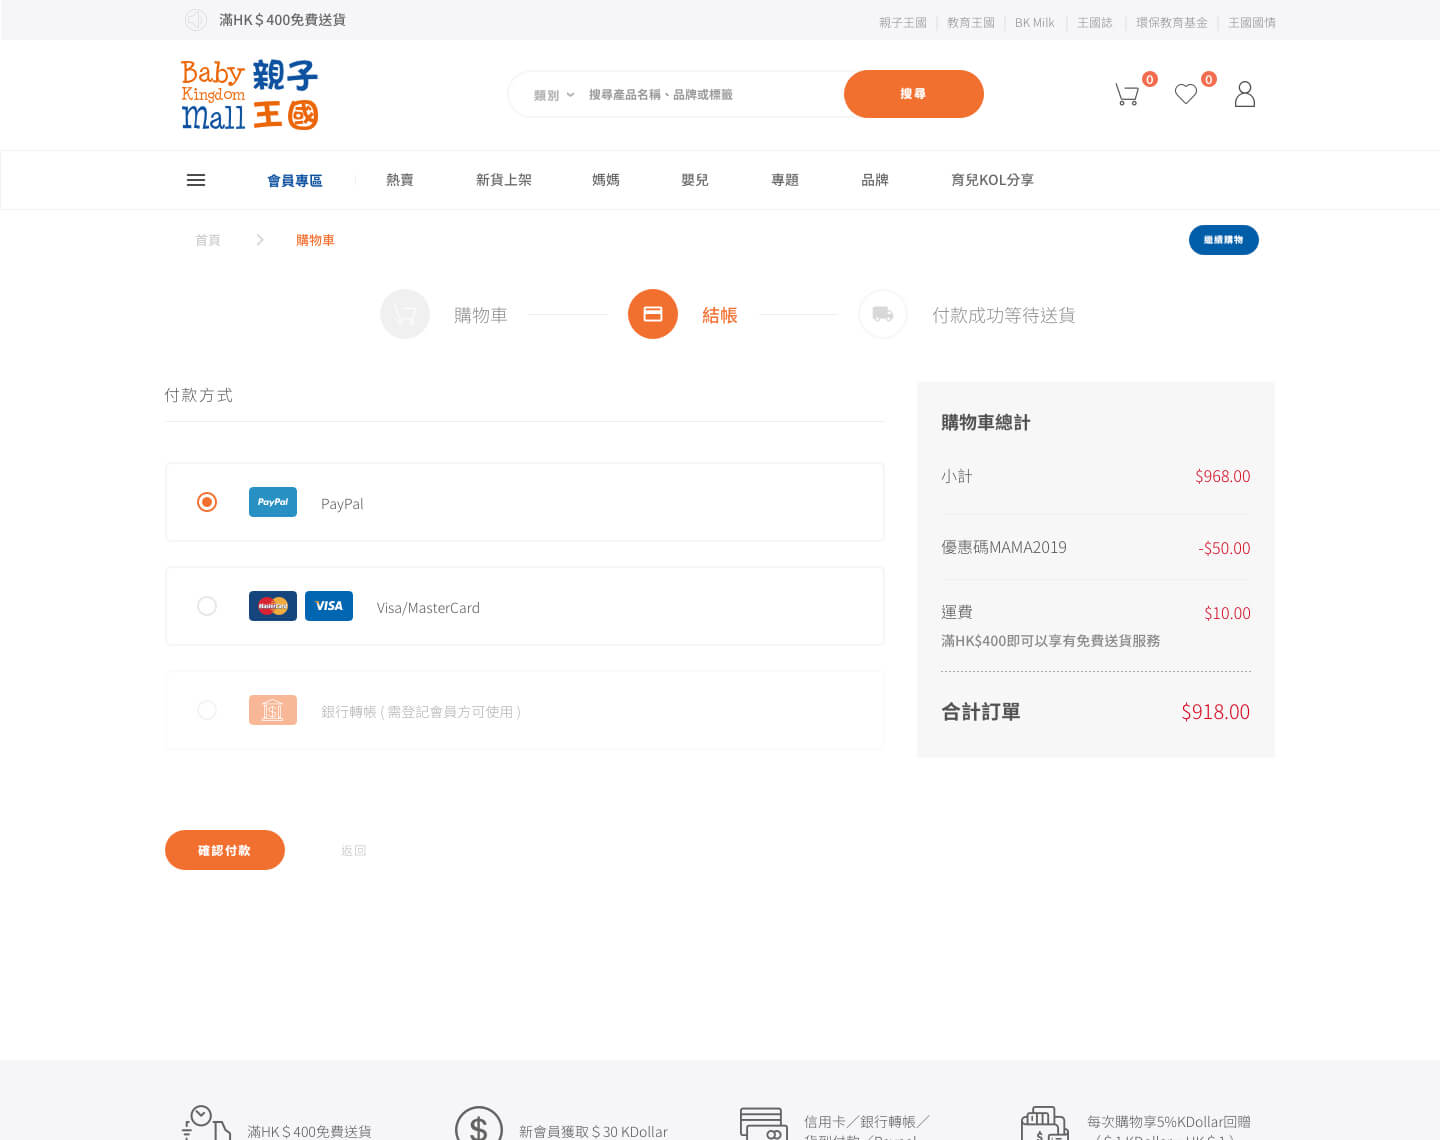 滿HK＄400免費送貨
親子王國 | 教育王國 | BK Milk | 王國誌 | 環保教育基金 | 王國國情
Baby 親子
Kingdom
mall 王國
類別 搜尋產品名稱、品牌或標籤 搜尋
0 0
會員專區 熱賣 新貨上架 媽媽 嬰兒 專題 品牌 育兒KOL分享
首頁 購物車 繼續購物
購物車 結帳 付款成功等待送貨
付款方式
PayPal PayPal
MasterCard VISA Visa/MasterCard
銀行轉帳 ( 需登記會員方可使用 )
確認付款 返回
購物車總計
小計 $968.00
優惠碼MAMA2019 -$50.00
運費 $10.00
滿HK$400即可以享有免費送貨服務
合計訂單 $918.00
滿HK＄400免費送貨
新會員獲取＄30 KDollar
信用卡／銀行轉帳／
每次購物享5%KDollar回贈